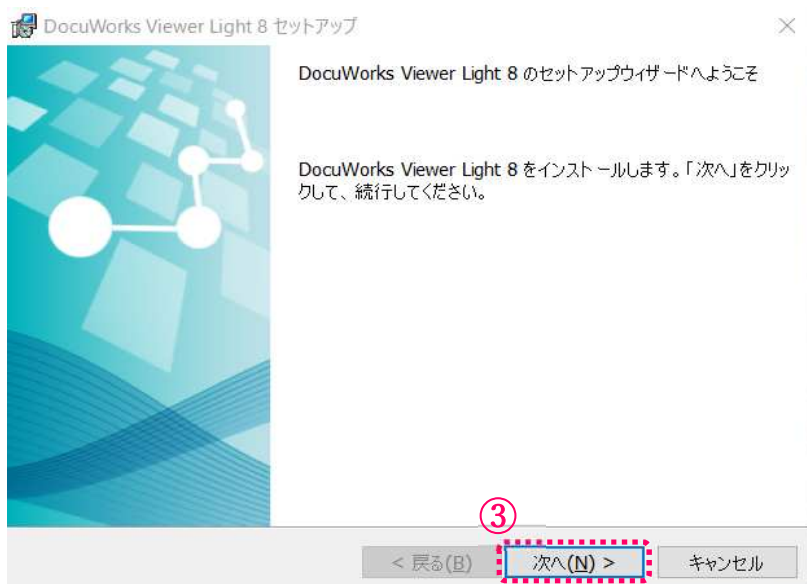 DocuWorks Viewer Light 8 セットアップ
DocuWorks Viewer Light 8 のセットアップウィザードへようこそ
DocuWorks Viewer Light 8 をインストールします。「次へ」をクリッ
クして、続行してください。
③
< 戻る(B)
次へ(N) >
キャンセル